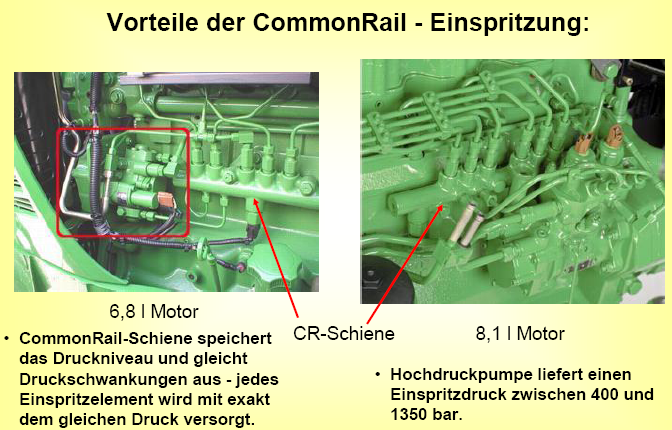 Vorteile der CommonRail - Einspritzung:
6,8 l Motor
CR-Schiene
8,1 l Motor
• CommonRail-Schiene speichert
das Druckniveau und gleicht
Druckschwankungen aus - jedes
Einspritzelement wird mit exakt
dem gleichen Druck versorgt.
• Hochdruckpumpe liefert einen
Einspritzdruck zwischen 400 und
1350 bar.